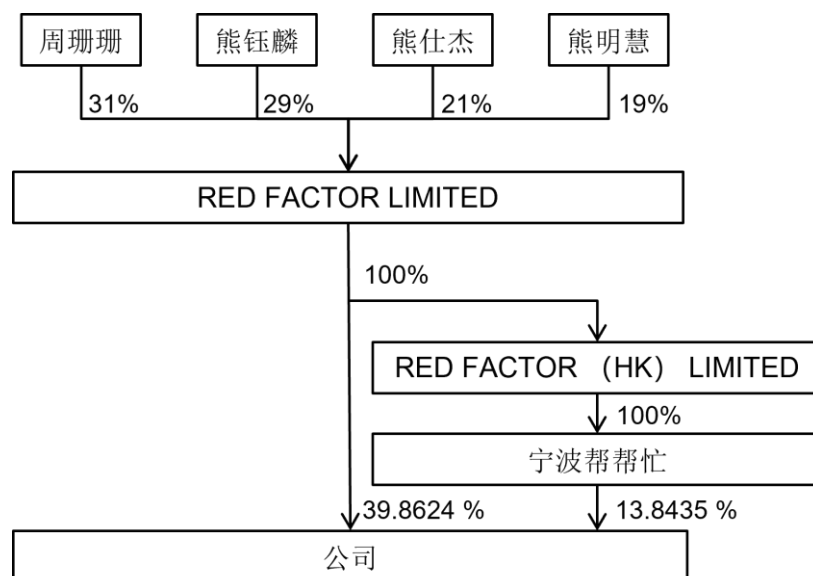 周珊珊 熊钰麟 熊仕杰 熊明慧
31% 29% 21% 19%
RED FACTOR LIMITED
100%
RED FACTOR （HK） LIMITED
100%
宁波帮帮忙
39.8624 % 13.8435 %
公司